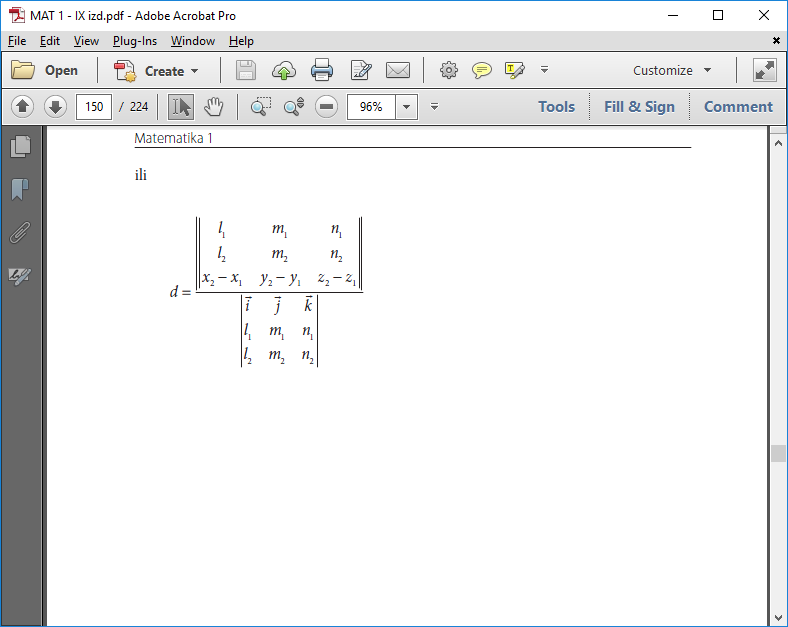 MAT 1 - IX izd.pdf - Adobe Acrobat Pro
File Edit View Plug-Ins Window Help
Open Create Customize
150 / 224 96% Tools Fill & Sign Comment
Matematika 1
ili
l₁ m₁ n₁
l₂ m₂ n₂
x₂ − x₁ y₂ − y₁ z₂ − z₁
d =
i⃗ j⃗ k⃗
l₁ m₁ n₁
l₂ m₂ n₂